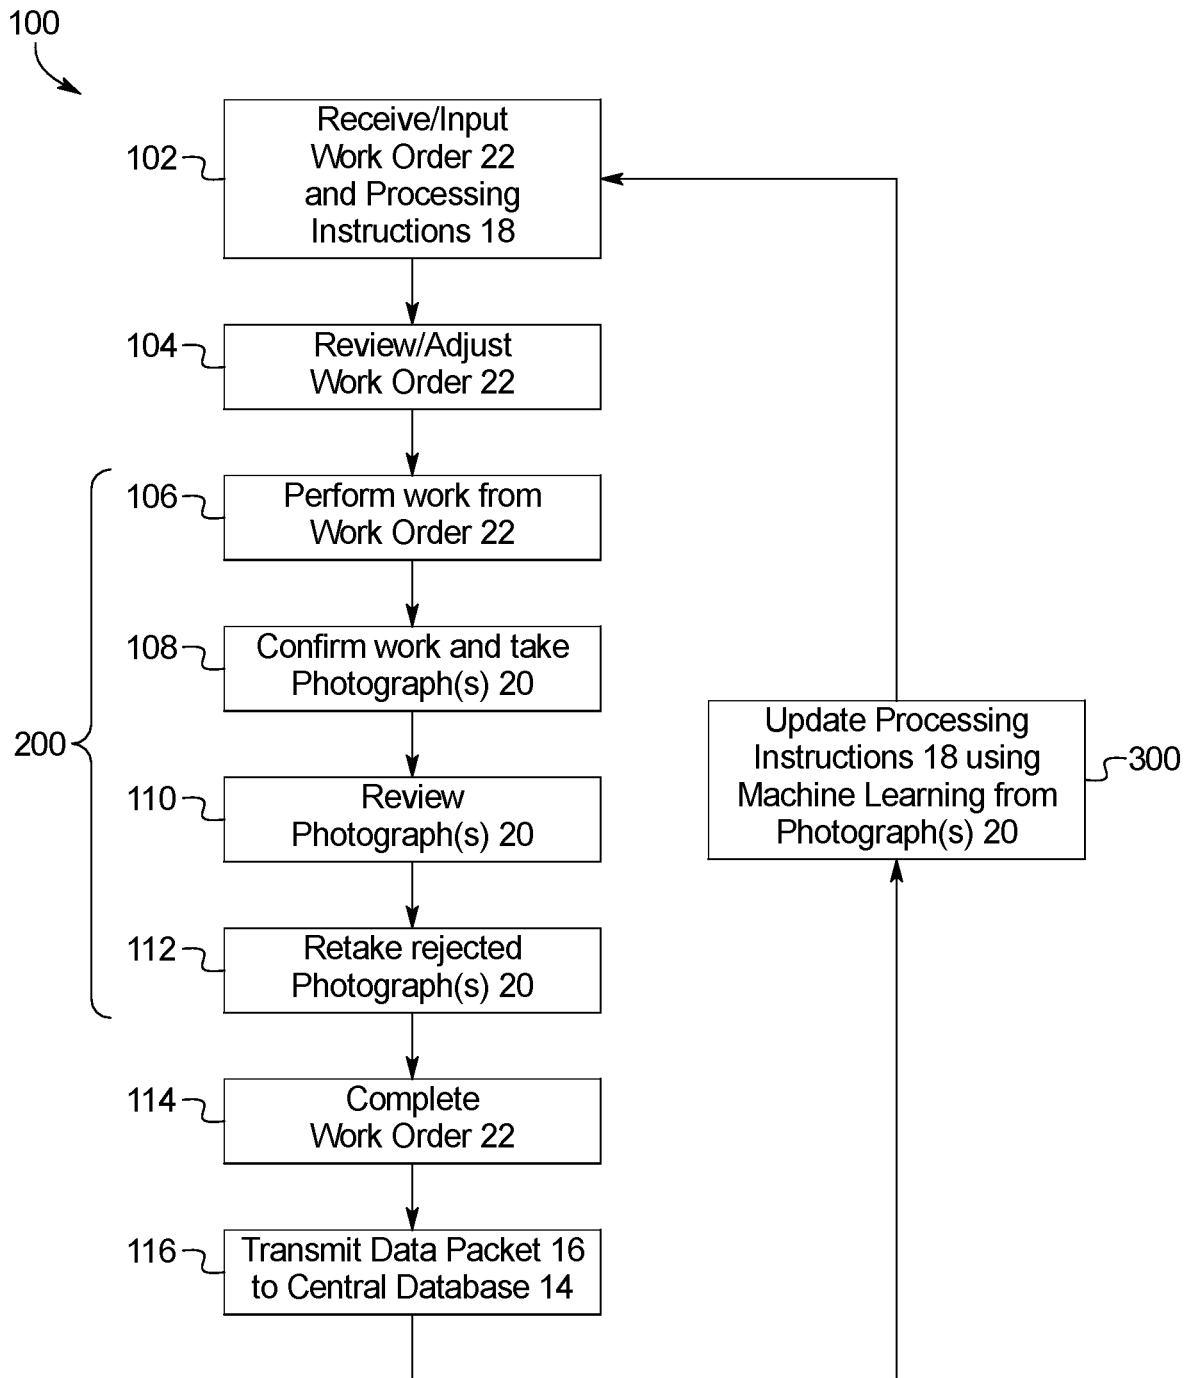 100
102
Receive/Input
Work Order 22
and Processing
Instructions 18
104
Review/Adjust
Work Order 22
200
106
Perform work from
Work Order 22
108
Confirm work and take
Photograph(s) 20
110
Review
Photograph(s) 20
112
Retake rejected
Photograph(s) 20
114
Complete
Work Order 22
116
Transmit Data Packet 16
to Central Database 14
Update Processing
Instructions 18 using
Machine Learning from
Photograph(s) 20
300